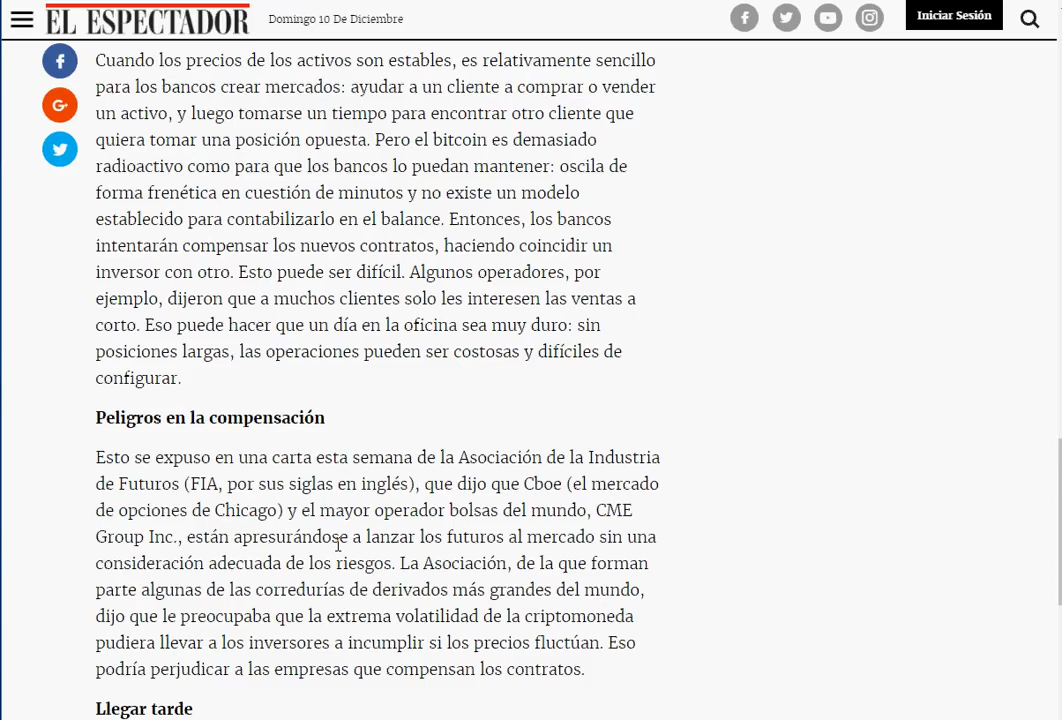 EL ESPECTADOR
Domingo 10 De Diciembre
Iniciar Sesión
Cuando los precios de los activos son estables, es relativamente sencillo
para los bancos crear mercados: ayudar a un cliente a comprar o vender
un activo, y luego tomarse un tiempo para encontrar otro cliente que
quiera tomar una posición opuesta. Pero el bitcoin es demasiado
radioactivo como para que los bancos lo puedan mantener: oscila de
forma frenética en cuestión de minutos y no existe un modelo
establecido para contabilizarlo en el balance. Entonces, los bancos
intentarán compensar los nuevos contratos, haciendo coincidir un
inversor con otro. Esto puede ser difícil. Algunos operadores, por
ejemplo, dijeron que a muchos clientes solo les interesen las ventas a
corto. Eso puede hacer que un día en la oficina sea muy duro: sin
posiciones largas, las operaciones pueden ser costosas y difíciles de
configurar.
Peligros en la compensación
Esto se expuso en una carta esta semana de la Asociación de la Industria
de Futuros (FIA, por sus siglas en inglés), que dijo que Cboe (el mercado
de opciones de Chicago) y el mayor operador bolsas del mundo, CME
Group Inc., están apresurándose a lanzar los futuros al mercado sin una
consideración adecuada de los riesgos. La Asociación, de la que forman
parte algunas de las corredurías de derivados más grandes del mundo,
dijo que le preocupaba que la extrema volatilidad de la criptomoneda
pudiera llevar a los inversores a incumplir si los precios fluctúan. Eso
podría perjudicar a las empresas que compensan los contratos.
Llegar tarde